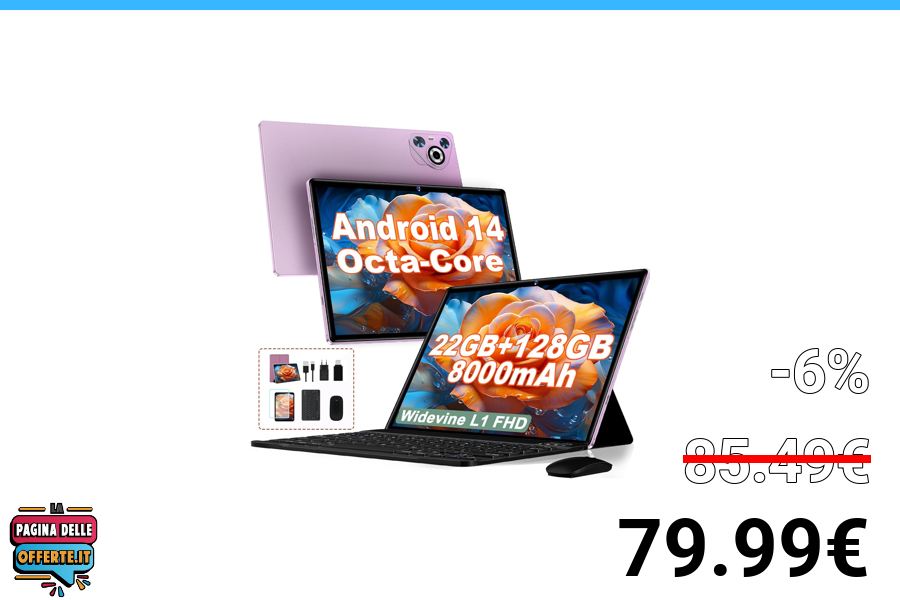 Android 14
Octa-Core
22GB+128GB
8000mAh
Widevine L1 FHD
-6%
85.49€
79.99€
LA
PAGINA DELLE
OFFERTE.IT